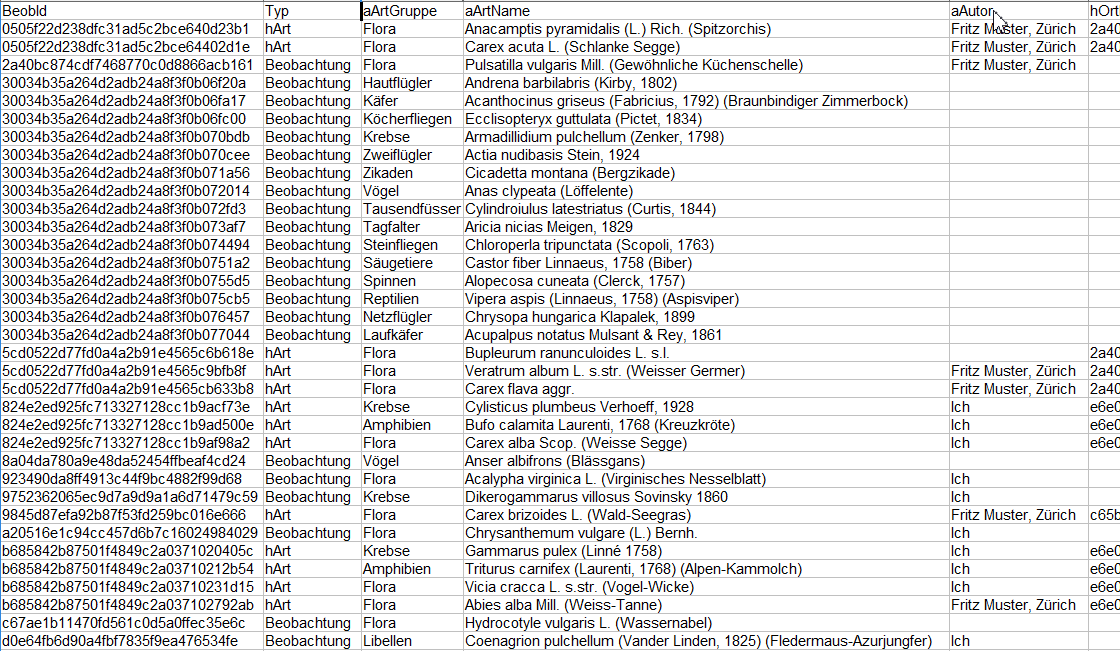 BeobId Typ aArtGruppe aArtName aAutor hOrt
0505f22d238dfc31ad5c2bce640d23b1 hArt Flora Anacamptis pyramidalis (L.) Rich. (Spitzorchis) Fritz Muster, Zürich 2a40
0505f22d238dfc31ad5c2bce64402d1e hArt Flora Carex acuta L. (Schlanke Segge) Fritz Muster, Zürich 2a40
2a40bc874cdf7468770c0d8866acb161 Beobachtung Flora Pulsatilla vulgaris Mill. (Gewöhnliche Küchenschelle) Fritz Muster, Zürich
30034b35a264d2adb24a8f3f0b06f20a Beobachtung Hautflügler Andrena barbilabris (Kirby, 1802)
30034b35a264d2adb24a8f3f0b06fa17 Beobachtung Käfer Acanthocinus griseus (Fabricius, 1792) (Braunbindiger Zimmerbock)
30034b35a264d2adb24a8f3f0b06fc00 Beobachtung Köcherfliegen Ecclisopteryx guttulata (Pictet, 1834)
30034b35a264d2adb24a8f3f0b070bdb Beobachtung Krebse Armadillidium pulchellum (Zenker, 1798)
30034b35a264d2adb24a8f3f0b070cee Beobachtung Zweiflügler Actia nudibasis Stein, 1924
30034b35a264d2adb24a8f3f0b071a56 Beobachtung Zikaden Cicadetta montana (Bergzikade)
30034b35a264d2adb24a8f3f0b072014 Beobachtung Vögel Anas clypeata (Löffelente)
30034b35a264d2adb24a8f3f0b072fd3 Beobachtung Tausendfüsser Cylindroiulus latestriatus (Curtis, 1844)
30034b35a264d2adb24a8f3f0b073af7 Beobachtung Tagfalter Aricia nicias Meigen, 1829
30034b35a264d2adb24a8f3f0b074494 Beobachtung Steinfliegen Chloroperla tripunctata (Scopoli, 1763)
30034b35a264d2adb24a8f3f0b0751a2 Beobachtung Säugetiere Castor fiber Linnaeus, 1758 (Biber)
30034b35a264d2adb24a8f3f0b0755d5 Beobachtung Spinnen Alopecosa cuneata (Clerck, 1757)
30034b35a264d2adb24a8f3f0b075cb5 Beobachtung Reptilien Vipera aspis (Linnaeus, 1758) (Aspisviper)
30034b35a264d2adb24a8f3f0b076457 Beobachtung Netzflügler Chrysopa hungarica Klapalek, 1899
30034b35a264d2adb24a8f3f0b077044 Beobachtung Laufkäfer Acupalpus notatus Mulsant & Rey, 1861
5cd0522d77fd0a4a2b91e4565c6b618e hArt Flora Bupleurum ranunculoides L. s.l. 2a40
5cd0522d77fd0a4a2b91e4565c9bfb8f hArt Flora Veratrum album L. s.str. (Weisser Germer) Fritz Muster, Zürich 2a40
5cd0522d77fd0a4a2b91e4565cb633b8 hArt Flora Carex flava aggr. Fritz Muster, Zürich 2a40
824e2ed925fc713327128cc1b9acf73e hArt Krebse Cylisticus plumbeus Verhoeff, 1928 Ich e6e0
824e2ed925fc713327128cc1b9ad500e hArt Amphibien Bufo calamita Laurenti, 1768 (Kreuzkröte) Ich e6e0
824e2ed925fc713327128cc1b9af98a2 hArt Flora Carex alba Scop. (Weisse Segge) Ich e6e0
8a04da780a9e48da52454ffbeaf4cd24 Beobachtung Vögel Anser albifrons (Blässgans)
923490da8ff4913c44f9bc4882f99d68 Beobachtung Flora Acalypha virginica L. (Virginisches Nesselblatt) Ich
9752362065ec9d7a9d9a1a6d71479c59 Beobachtung Krebse Dikerogammarus villosus Sovinsky 1860 Ich
9845d87efa92b87f53fd259bc016e666 hArt Flora Carex brizoides L. (Wald-Seegras) Fritz Muster, Zürich c65b
a20516e1c94cc457d6b7c16024984029 Beobachtung Flora Chrysanthemum vulgare (L.) Bernh. Ich
b685842b87501f4849c2a0371020405c hArt Krebse Gammarus pulex (Linné 1758) Ich e6e0
b685842b87501f4849c2a03710212b54 hArt Amphibien Triturus carnifex (Laurenti, 1768) (Alpen-Kammolch) Ich e6e0
b685842b87501f4849c2a03710231d15 hArt Flora Vicia cracca L. s.str. (Vogel-Wicke) Ich e6e0
b685842b87501f4849c2a037102792ab hArt Flora Abies alba Mill. (Weiss-Tanne) Fritz Muster, Zürich e6e0
c67ae1b11470fd561c0d5a0ffec35e6c Beobachtung Flora Hydrocotyle vulgaris L. (Wassernabel)
d0e64fb6d90a4fbf7835f9ea476534fe Beobachtung Libellen Coenagrion pulchellum (Vander Linden, 1825) (Fledermaus-Azurjungfer) Ich